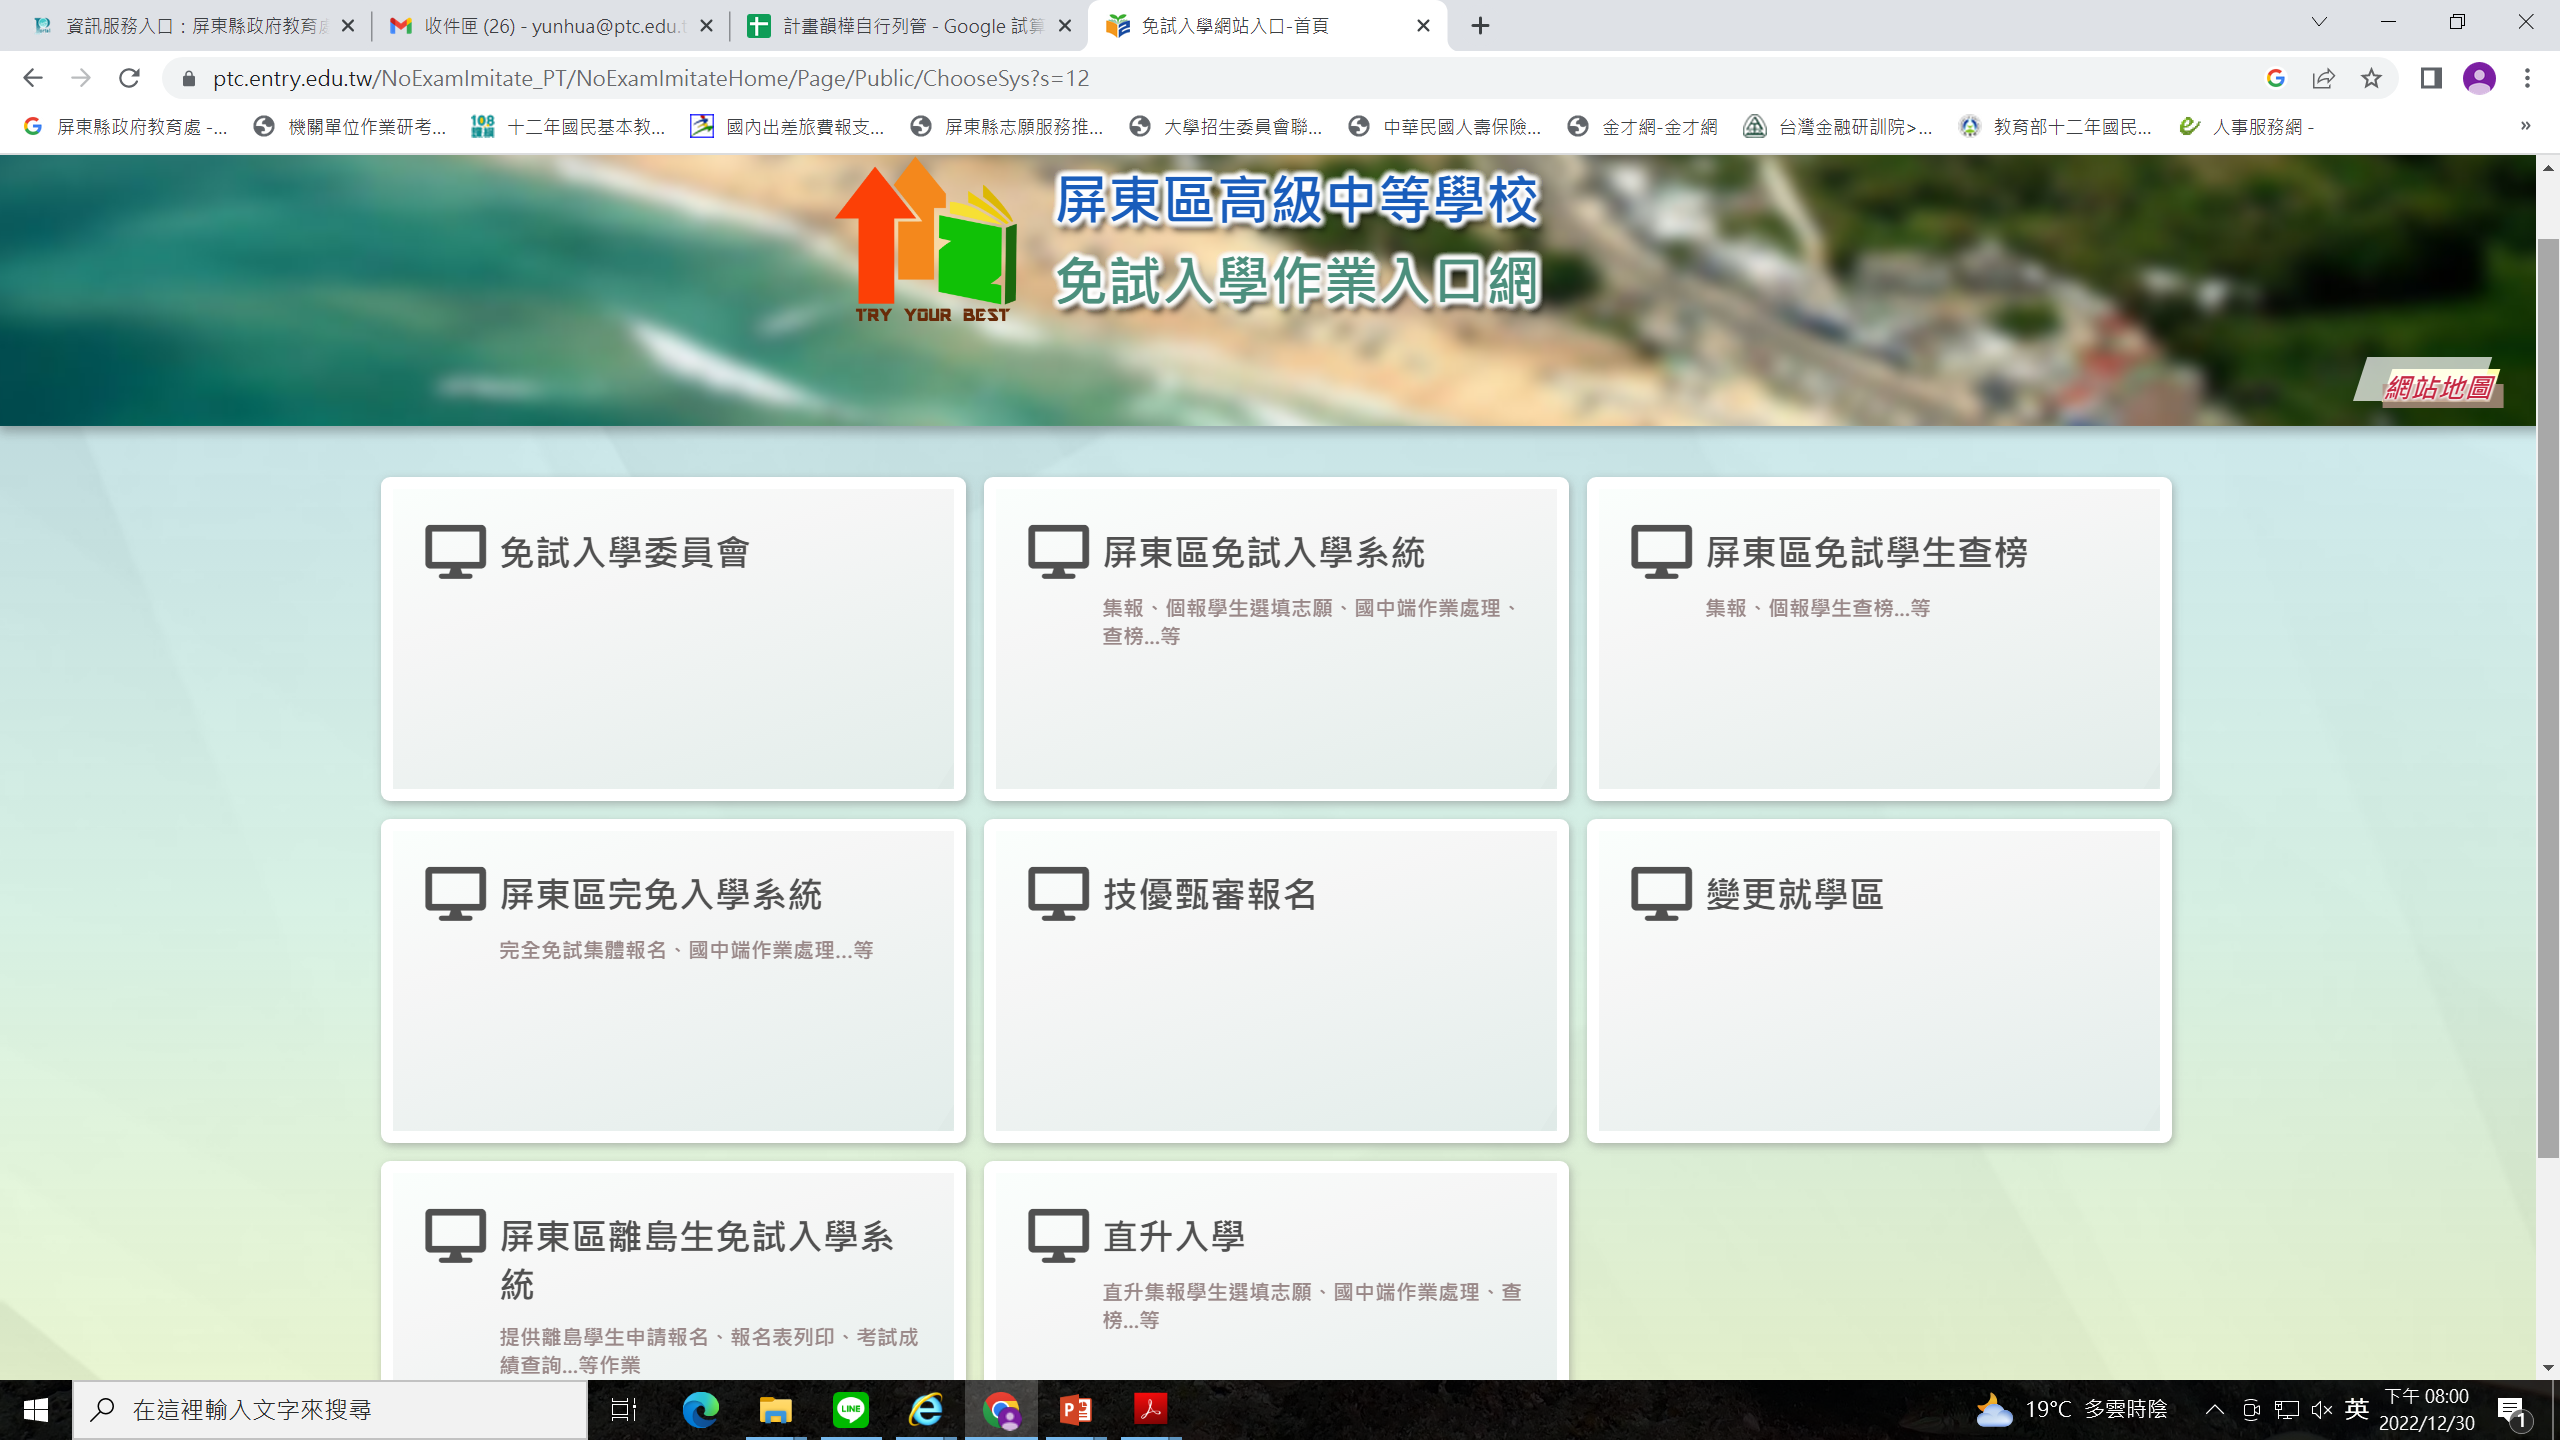 資訊服務入口：屏東縣政府教育處
收件匣 (26) - yunhua@ptc.edu.t
計畫韻樺自行列管 - Google 試算
免試入學網站入口-首頁
ptc.entry.edu.tw/NoExamImitate_PT/NoExamImitateHome/Page/Public/ChooseSys?s=12
屏東縣政府教育處 -...
機關單位作業研考...
108
十二年國民基本教...
國內出差旅費報支...
屏東縣志願服務推...
大學招生委員會聯...
中華民國人壽保險...
金才網-金才網
台灣金融研訓院>...
教育部十二年國民...
人事服務網 -
»
屏東區高級中等學校
免試入學作業入口網
TRY YOUR BEST
網站地圖
免試入學委員會
屏東區免試入學系統
集報、個報學生選填志願、國中端作業處理、
查榜...等
屏東區免試學生查榜
集報、個報學生查榜...等
屏東區完免入學系統
完全免試集體報名、國中端作業處理...等
技優甄審報名
變更就學區
屏東區離島生免試入學系
統
提供離島學生申請報名、報名表列印、考試成
績查詢...等作業
直升入學
直升集報學生選填志願、國中端作業處理、查
榜...等
在這裡輸入文字來搜尋
LINE
19°C 多雲時陰
英
下午 08:00
2022/12/30
1